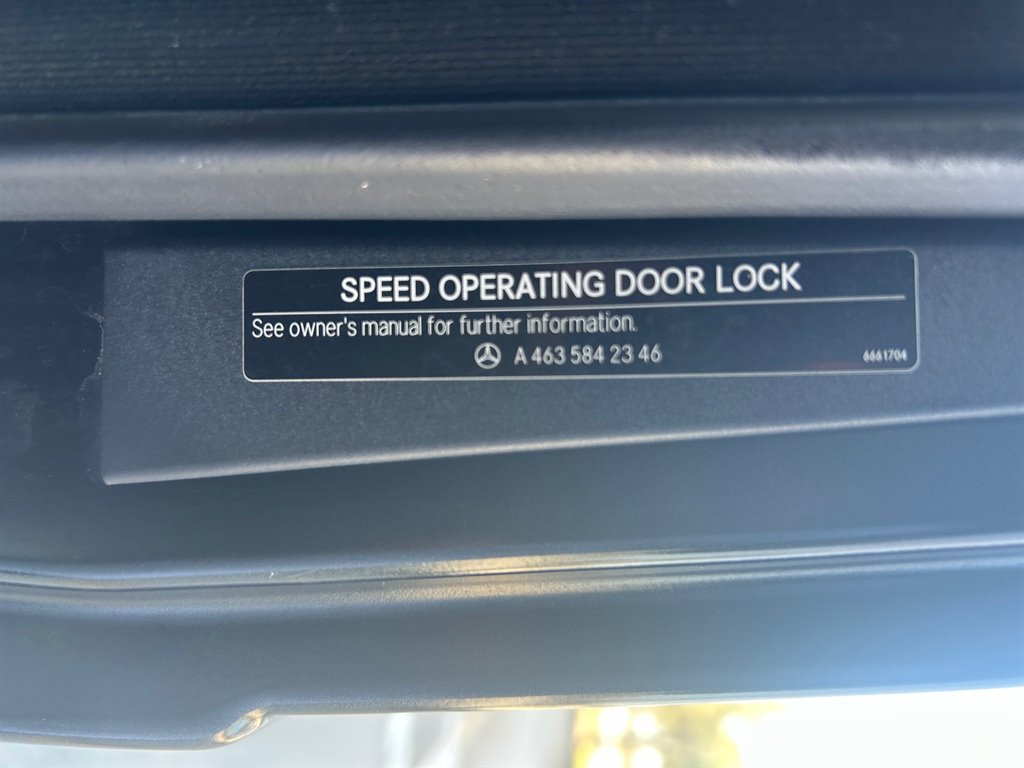 SPEED OPERATING DOOR LOCK
See owner's manual for further information.
A 463 584 23 46
6661704